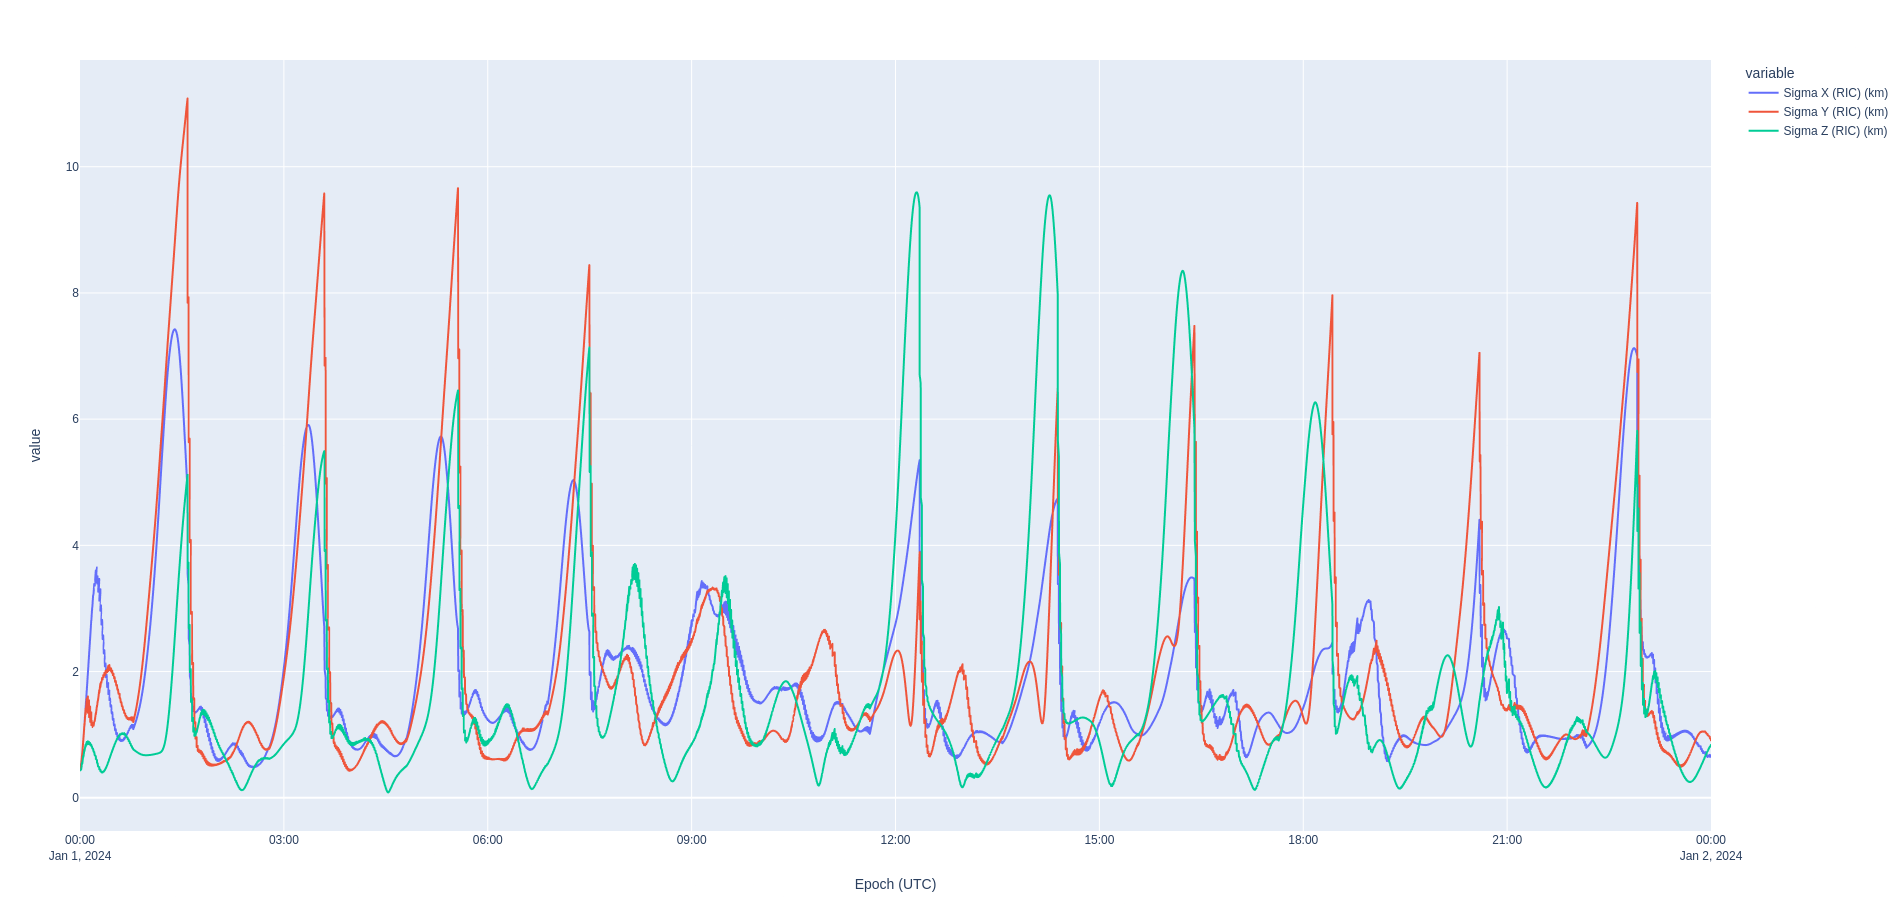 variable
Sigma X (RIC) (km)
Sigma Y (RIC) (km)
Sigma Z (RIC) (km)
value
10
8
6
4
2
0
00:00 03:00 06:00 09:00 12:00 15:00 18:00 21:00 00:00
Jan 1, 2024 Jan 2, 2024
Epoch (UTC)